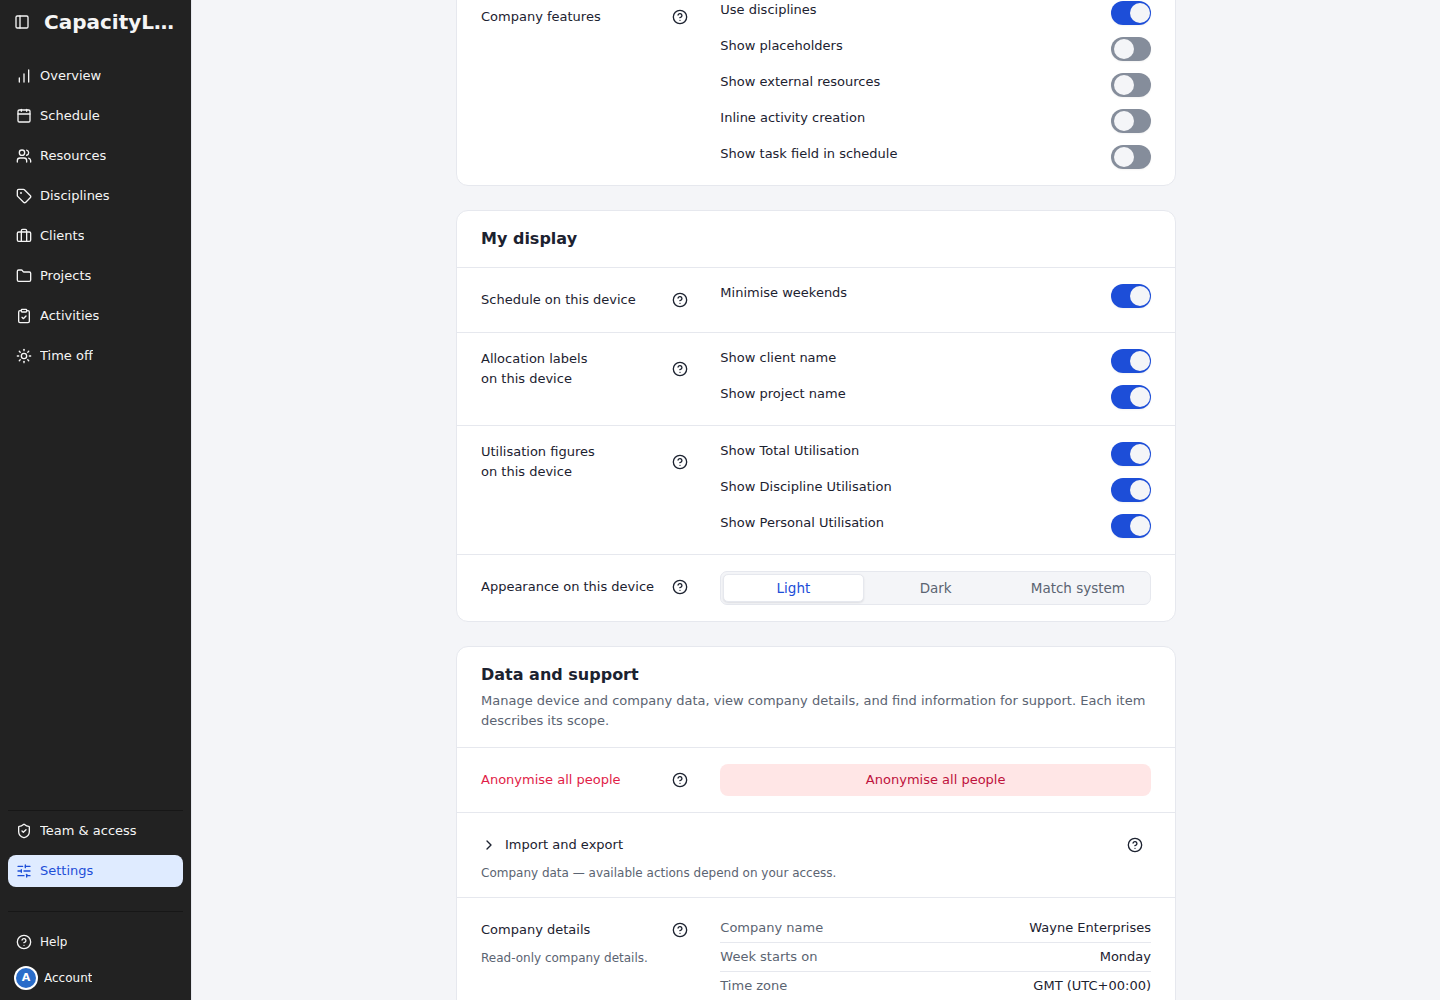 CapacityL...
Overview
Schedule
Resources
Disciplines
Clients
Projects
Activities
Time off
Team & access
Settings
Help
A Account
Company features
Use disciplines
Show placeholders
Show external resources
Inline activity creation
Show task field in schedule
My display
Schedule on this device
Minimise weekends
Allocation labels
on this device
Show client name
Show project name
Utilisation figures
on this device
Show Total Utilisation
Show Discipline Utilisation
Show Personal Utilisation
Appearance on this device
Light Dark Match system
Data and support
Manage device and company data, view company details, and find information for support. Each item
describes its scope.
Anonymise all people Anonymise all people
Import and export
Company data — available actions depend on your access.
Company details
Read-only company details.
Company name Wayne Enterprises
Week starts on Monday
Time zone GMT (UTC+00:00)